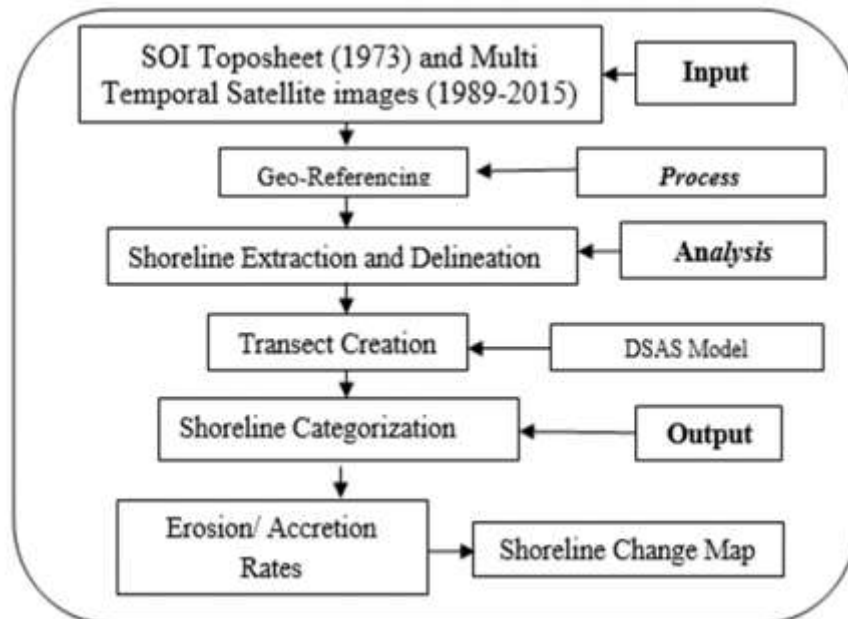 SOI Toposheet (1973) and Multi
Temporal Satellite images (1989-2015)
Input
Geo-Referencing
Process
Shoreline Extraction and Delineation
Analysis
Transect Creation
DSAS Model
Shoreline Categorization
Output
Erosion/ Accretion
Rates
Shoreline Change Map